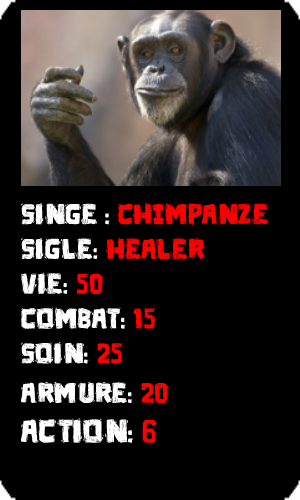 SINGE : CHIMPANZE
SIGLE: HEALER
VIE: 50
COMBAT: 15
SOIN: 25
ARMURE: 20
ACTION: 6